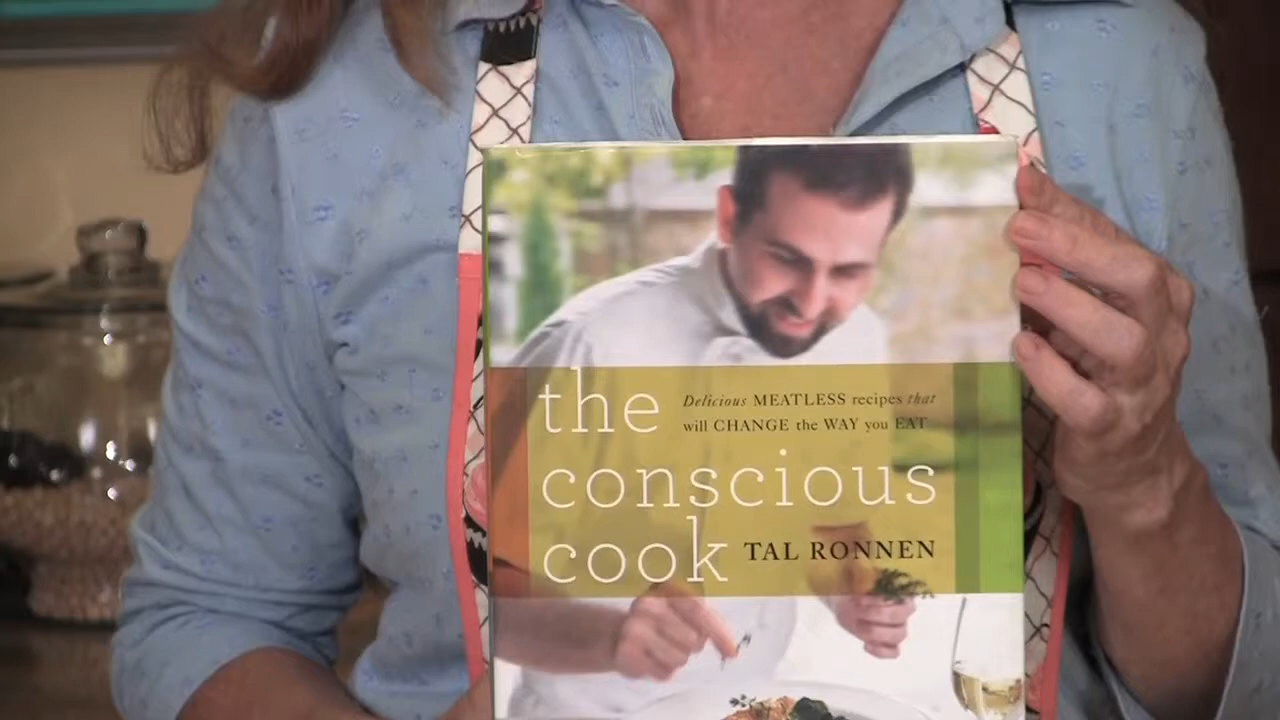 the
Delicious MEATLESS recipes that
will CHANGE the WAY you EAT
conscious
cook
TAL RONNEN